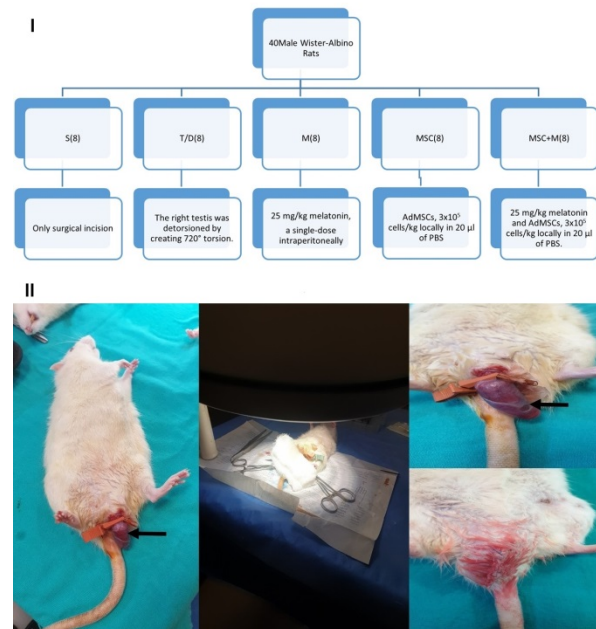 I
40Male Wister-Albino
Rats
S(8)
T/D(8)
M(8)
MSC(8)
MSC+M(8)
Only surgical incision
The right testis was
detorsioned by
creating 720° torsion.
25 mg/kg melatonin,
a single-dose
intraperitoneally
AdMSCs, 3x10⁵
cells/kg locally in 20 µl
of PBS
25 mg/kg melatonin
and AdMSCs, 3x10⁵
cells/kg locally in 20 µl
of PBS.
II